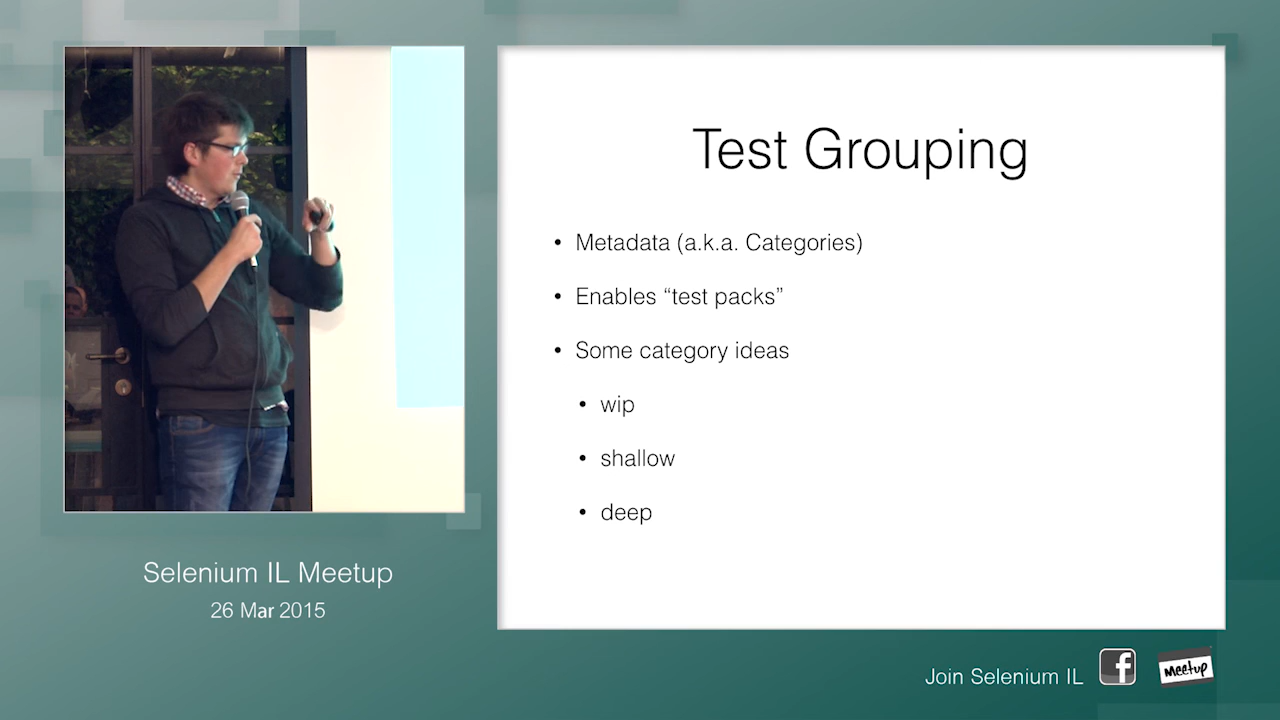 Test Grouping
• Metadata (a.k.a. Categories)
• Enables “test packs”
• Some category ideas
• wip
• shallow
• deep
Selenium IL Meetup
26 Mar 2015
Join Selenium IL
f
Meetup